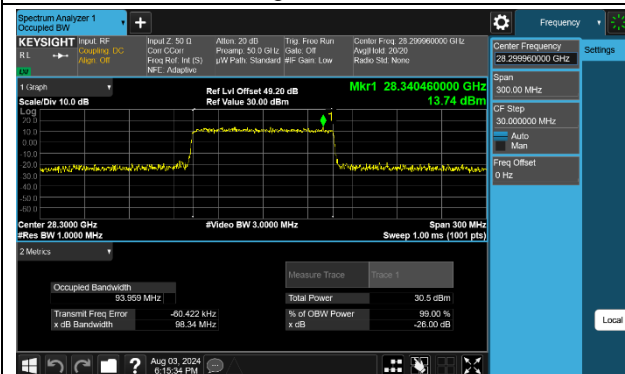 Spectrum Analyzer 1
Occupied BW
Frequency
KEYSIGHT
Input: RF
Coupling: DC
Align: Off
Input Z: 50 Ω
Corr CCorr
Freq Ref: Int (S)
NFE: Adaptive
Atten: 20 dB
Preamp: 50.0 GHz
µW Path: Standard
Trig: Free Run
Gate: Off
#IF Gain: Low
Center Freq: 28.299960000 GHz
Avg|Hold: 20/20
Radio Std: None
Center Frequency
28.299960000 GHz
Settings
Span
300.00 MHz
CF Step
30.000000 MHz
Auto
Man
Freq Offset
0 Hz
1 Graph
Scale/Div 10.0 dB
Ref Lvl Offset 49.20 dB
Ref Value 30.00 dBm
Mkr1 28.340460000 GHz
13.74 dBm
Log
20.0
10.0
0.00
-10.0
-20.0
-30.0
-40.0
-50.0
-60.0
1
Center 28.3000 GHz
#Res BW 1.0000 MHz
#Video BW 3.0000 MHz
Span 300 MHz
Sweep 1.00 ms (1001 pts)
2 Metrics
Measure Trace
Trace 1
Occupied Bandwidth
93.959 MHz
Total Power
30.5 dBm
Transmit Freq Error
-60.422 kHz
% of OBW Power
99.00 %
x dB Bandwidth
98.34 MHz
x dB
-26.00 dB
Local
Aug 03, 2024
6:15:34 PM